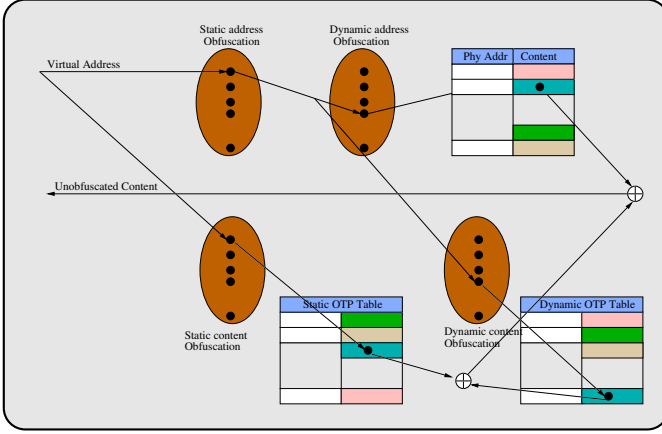 Static address
Obfuscation
Dynamic address
Obfuscation
Phy Addr
Content
Virtual Address
Unobfuscated Content
Static content
Obfuscation
Static OTP Table
Dynamic content
Obfuscation
Dynamic OTP Table